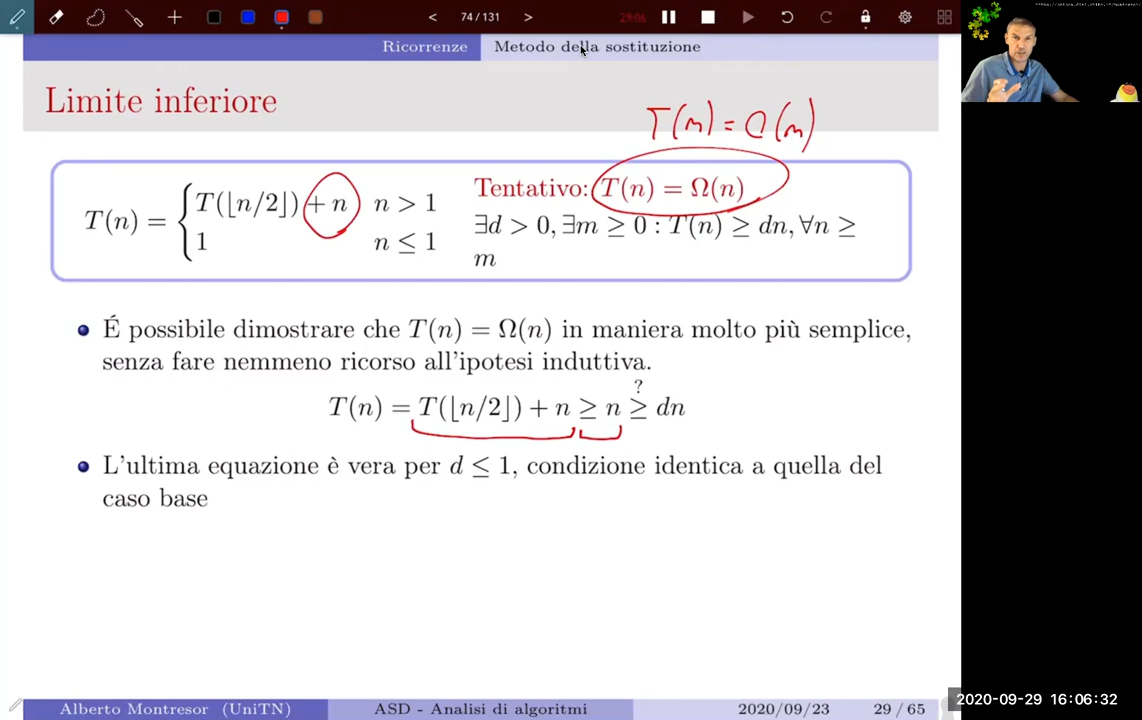 74 / 131
29:06
Ricorrenze Metodo della sostituzione
Limite inferiore
T(n) = O(n)
T(n) = { T(⌊n/2⌋) + n n > 1
1 n ≤ 1
Tentativo: T(n) = Ω(n)
∃d > 0, ∃m ≥ 0 : T(n) ≥ dn, ∀n ≥
m
É possibile dimostrare che T(n) = Ω(n) in maniera molto più semplice,
senza fare nemmeno ricorso all'ipotesi induttiva.
T(n) = T(⌊n/2⌋) + n ≥ n ≥? dn
L'ultima equazione è vera per d ≤ 1, condizione identica a quella del
caso base
Alberto Montresor (UniTN) ASD - Analisi di algoritmi 2020/09/23 29 / 65
2020-09-29 16:06:32